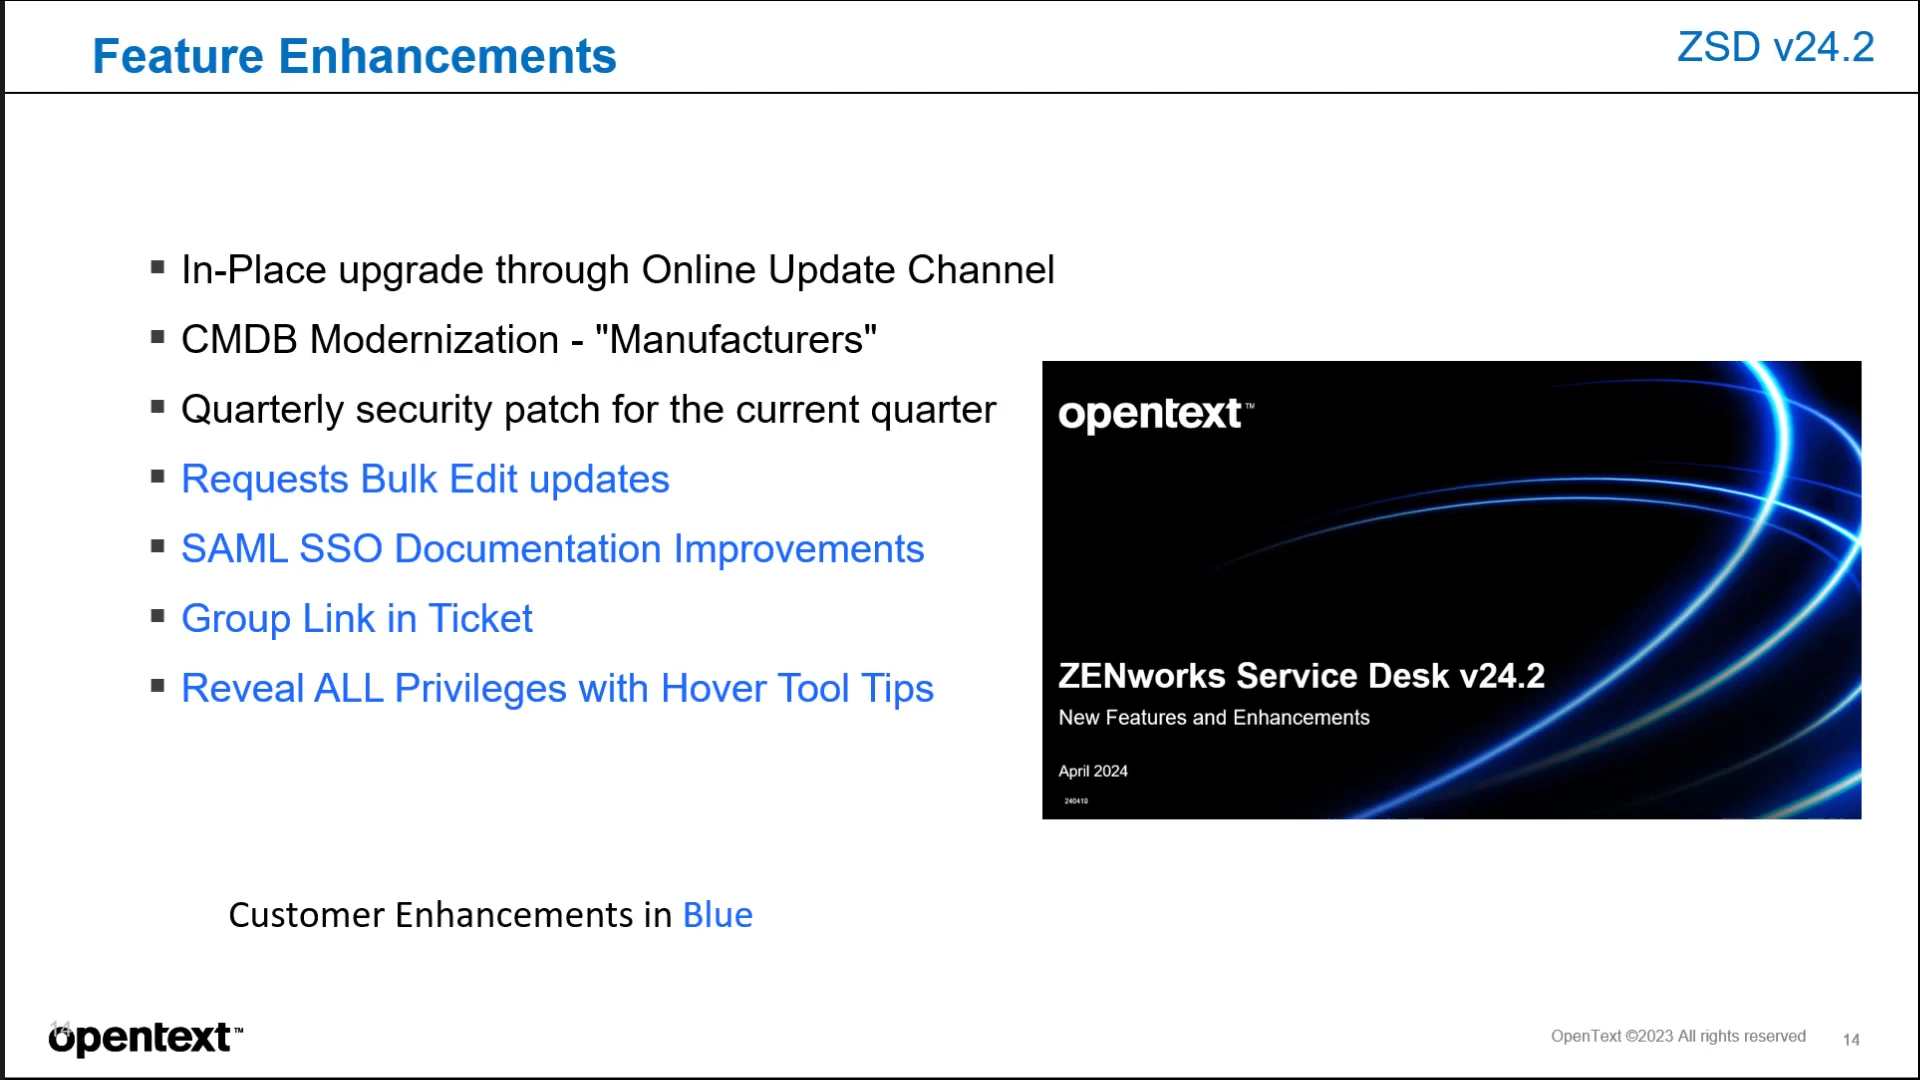 Feature Enhancements
ZSD v24.2
▪ In-Place upgrade through Online Update Channel
▪ CMDB Modernization - "Manufacturers"
▪ Quarterly security patch for the current quarter
▪ Requests Bulk Edit updates
▪ SAML SSO Documentation Improvements
▪ Group Link in Ticket
▪ Reveal ALL Privileges with Hover Tool Tips
opentext™
ZENworks Service Desk v24.2
New Features and Enhancements
April 2024
240419
Customer Enhancements in Blue
14
opentext™
OpenText ©2023 All rights reserved
14